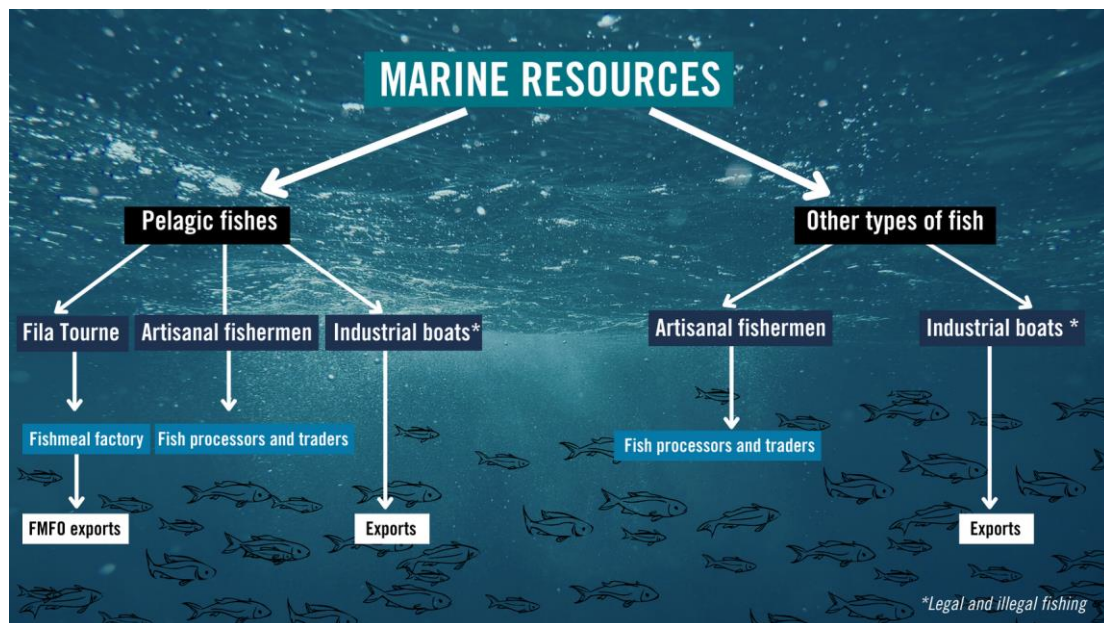 MARINE RESOURCES
Pelagic fishes
Other types of fish
Fila Tourne
Artisanal fishermen
Industrial boats*
Artisanal fishermen
Industrial boats *
Fishmeal factory
Fish processors and traders
Fish processors and traders
FMFO exports
Exports
Exports
*Legal and illegal fishing